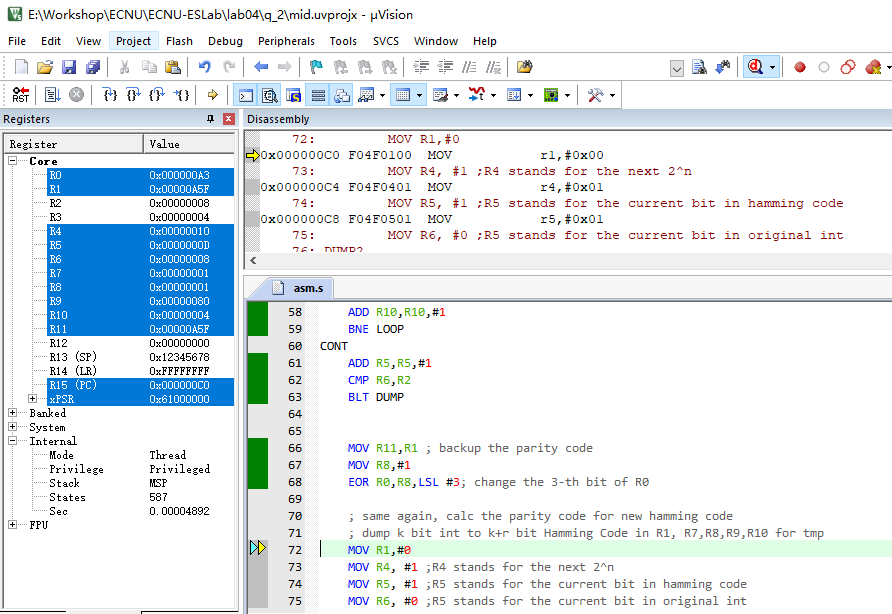 E:\Workshop\ECNU\ECNU-ESLab\lab04\q_2\mid.uvprojx - µVision
File Edit View Project Flash Debug Peripherals Tools SVCS Window Help
Registers
Register Value
Core
R0 0x000000A3
R1 0x00000A5F
R2 0x00000008
R3 0x00000004
R4 0x00000010
R5 0x0000000D
R6 0x00000008
R7 0x00000001
R8 0x00000001
R9 0x00000080
R10 0x00000004
R11 0x00000A5F
R12 0x00000000
R13 (SP) 0x12345678
R14 (LR) 0xFFFFFFFF
R15 (PC) 0x000000C0
xPSR 0x61000000
Banked
System
Internal
Mode Thread
Privilege Privileged
Stack MSP
States 587
Sec 0.00004892
FPU
Disassembly
72: MOV R1,#0
0x000000C0 F04F0100 MOV r1,#0x00
73: MOV R4, #1 ;R4 stands for the next 2^n
0x000000C4 F04F0401 MOV r4,#0x01
74: MOV R5, #1 ;R5 stands for the current bit in hamming code
0x000000C8 F04F0501 MOV r5,#0x01
75: MOV R6, #0 ;R5 stands for the current bit in original int
76: DUMP2
asm.s
58 ADD R10,R10,#1
59 BNE LOOP
60 CONT
61 ADD R5,R5,#1
62 CMP R6,R2
63 BLT DUMP
64
65
66 MOV R11,R1 ; backup the parity code
67 MOV R8,#1
68 EOR R0,R8,LSL #3; change the 3-th bit of R0
69
70 ; same again, calc the parity code for new hamming code
71 ; dump k bit int to k+r bit Hamming Code in R1, R7,R8,R9,R10 for tmp
72 MOV R1,#0
73 MOV R4, #1 ;R4 stands for the next 2^n
74 MOV R5, #1 ;R5 stands for the current bit in hamming code
75 MOV R6, #0 ;R5 stands for the current bit in original int